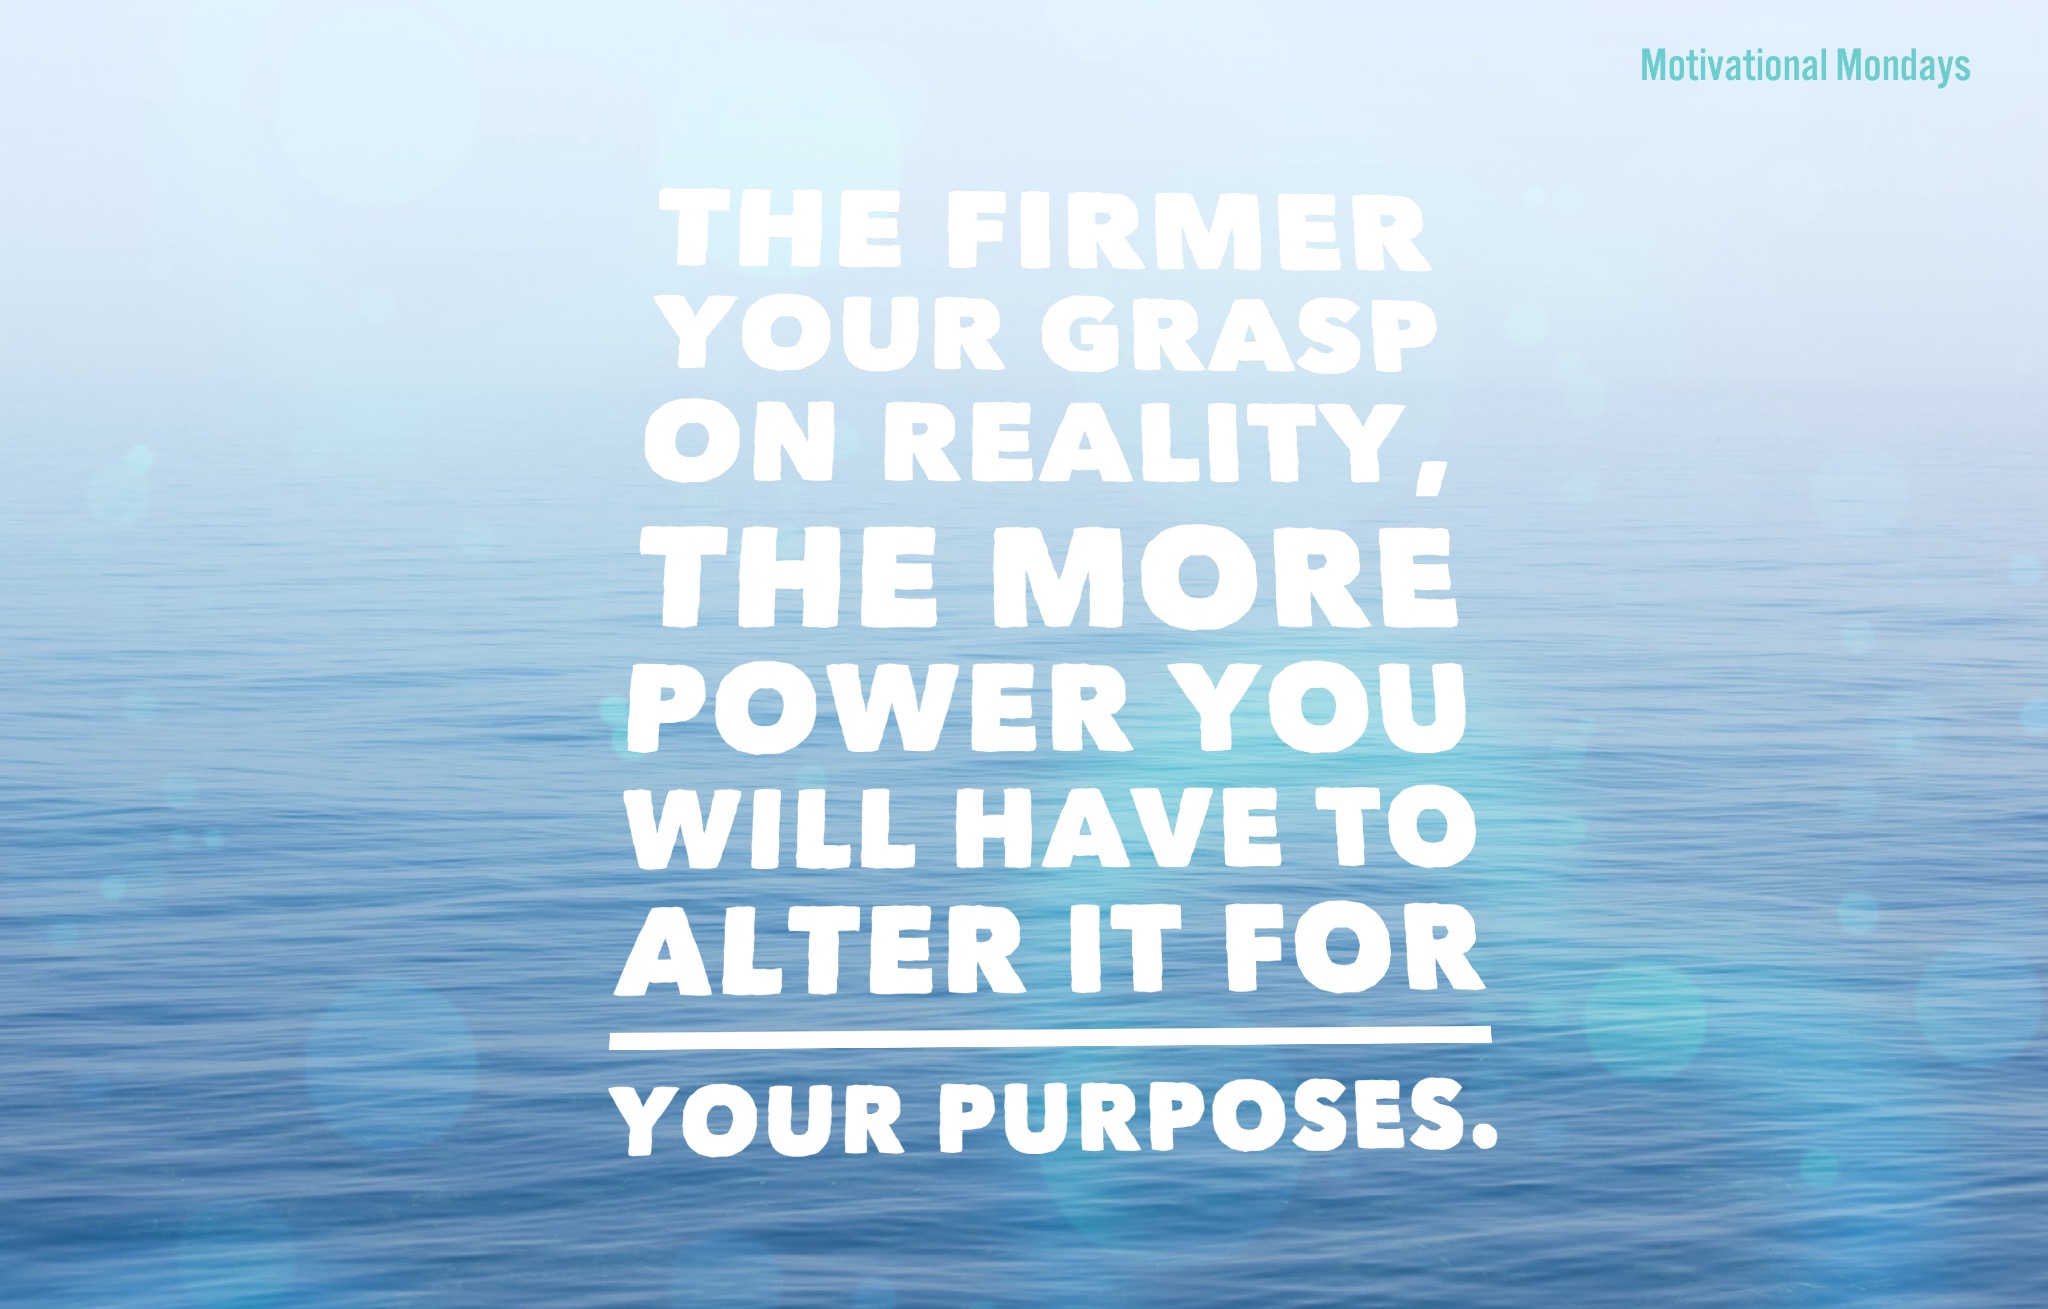 Motivational Mondays
THE FIRMER
YOUR GRASP
ON REALITY,
THE MORE
POWER YOU
WILL HAVE TO
ALTER IT FOR
YOUR PURPOSES.